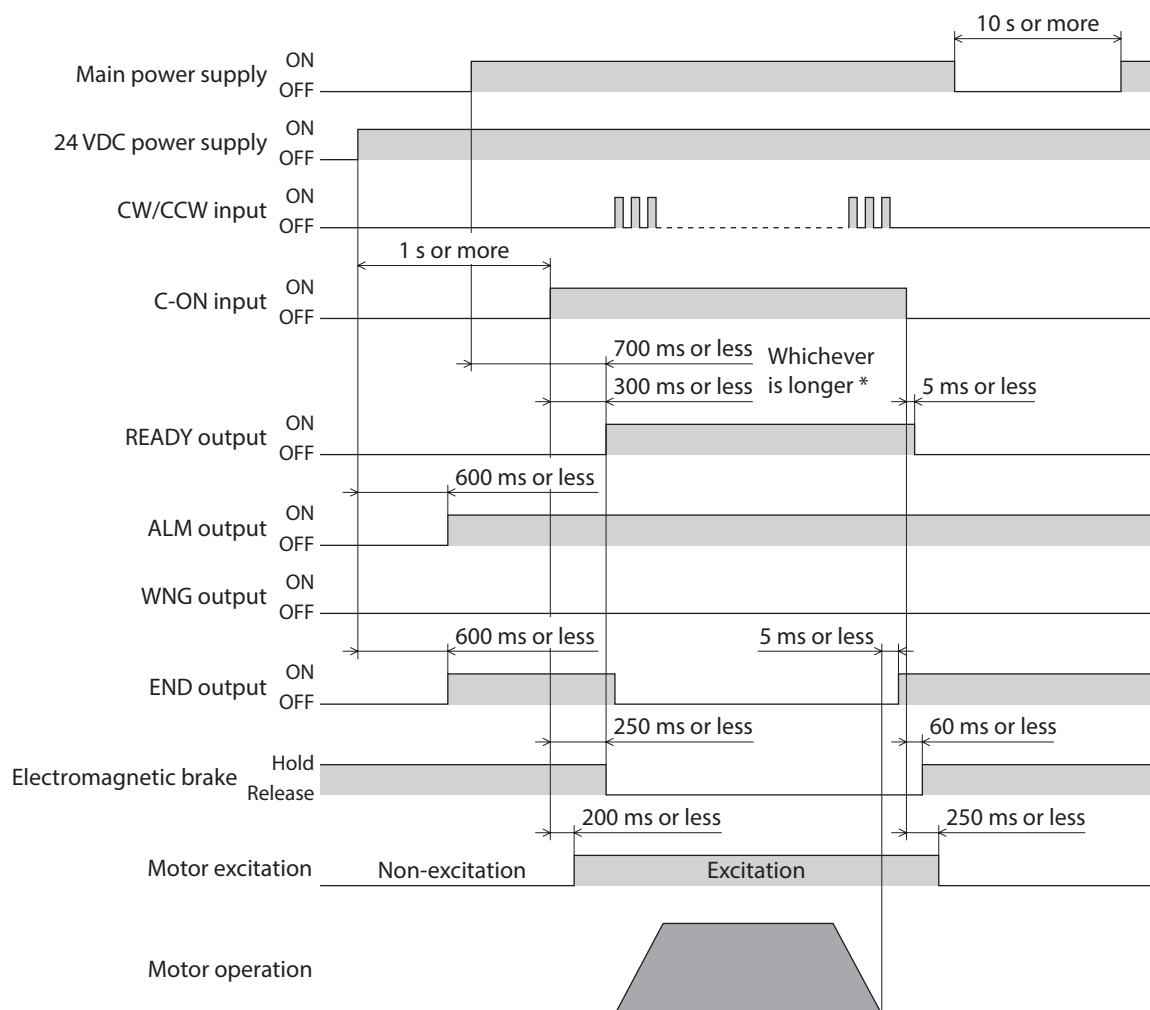 10 s or more
Main power supply
ON
OFF
24 VDC power supply
ON
OFF
CW/CCW input
ON
OFF
1 s or more
C-ON input
ON
OFF
700 ms or less
Whichever
is longer *
300 ms or less
5 ms or less
READY output
ON
OFF
600 ms or less
ALM output
ON
OFF
WNG output
ON
OFF
600 ms or less
5 ms or less
END output
ON
OFF
250 ms or less
60 ms or less
Electromagnetic brake
Hold
Release
200 ms or less
250 ms or less
Motor excitation
Non-excitation
Excitation
Motor operation